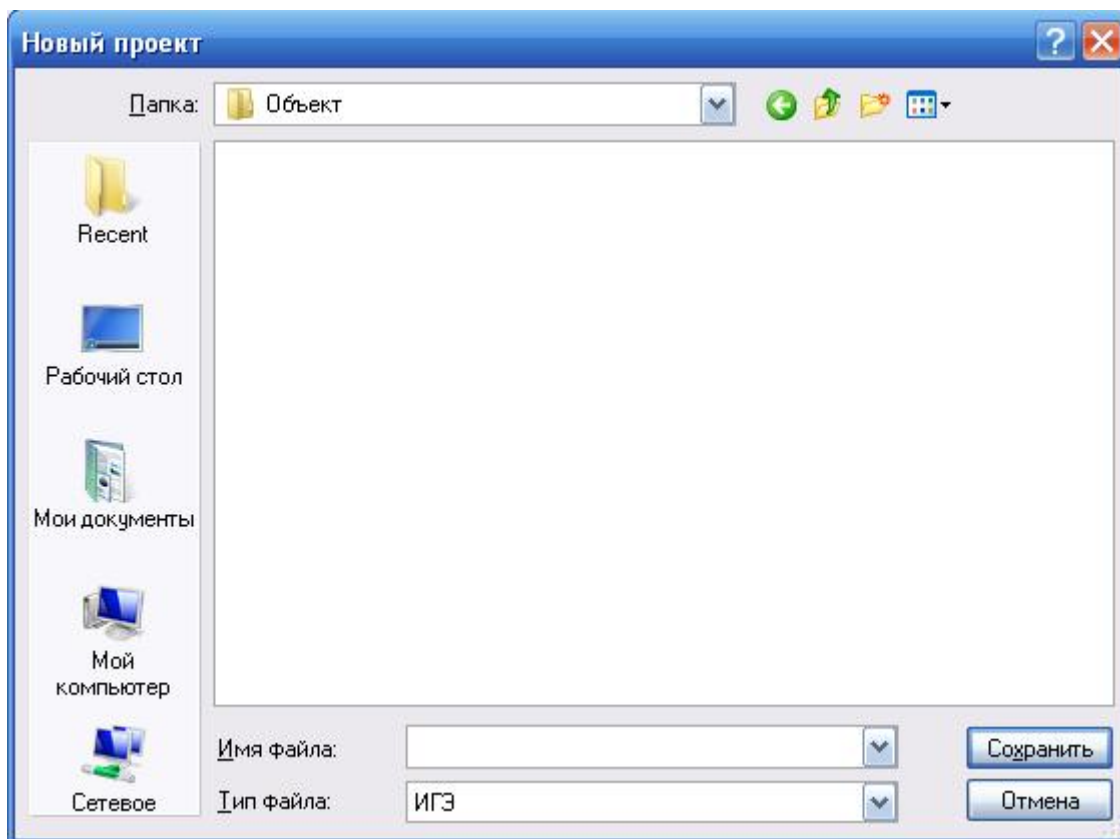 Новый проект
Папка:
Объект
Recent
Рабочий стол
Мои документы
Мой
компьютер
Сетевое
Имя файла:
Сохранить
Тип файла:
ИГЭ
Отмена